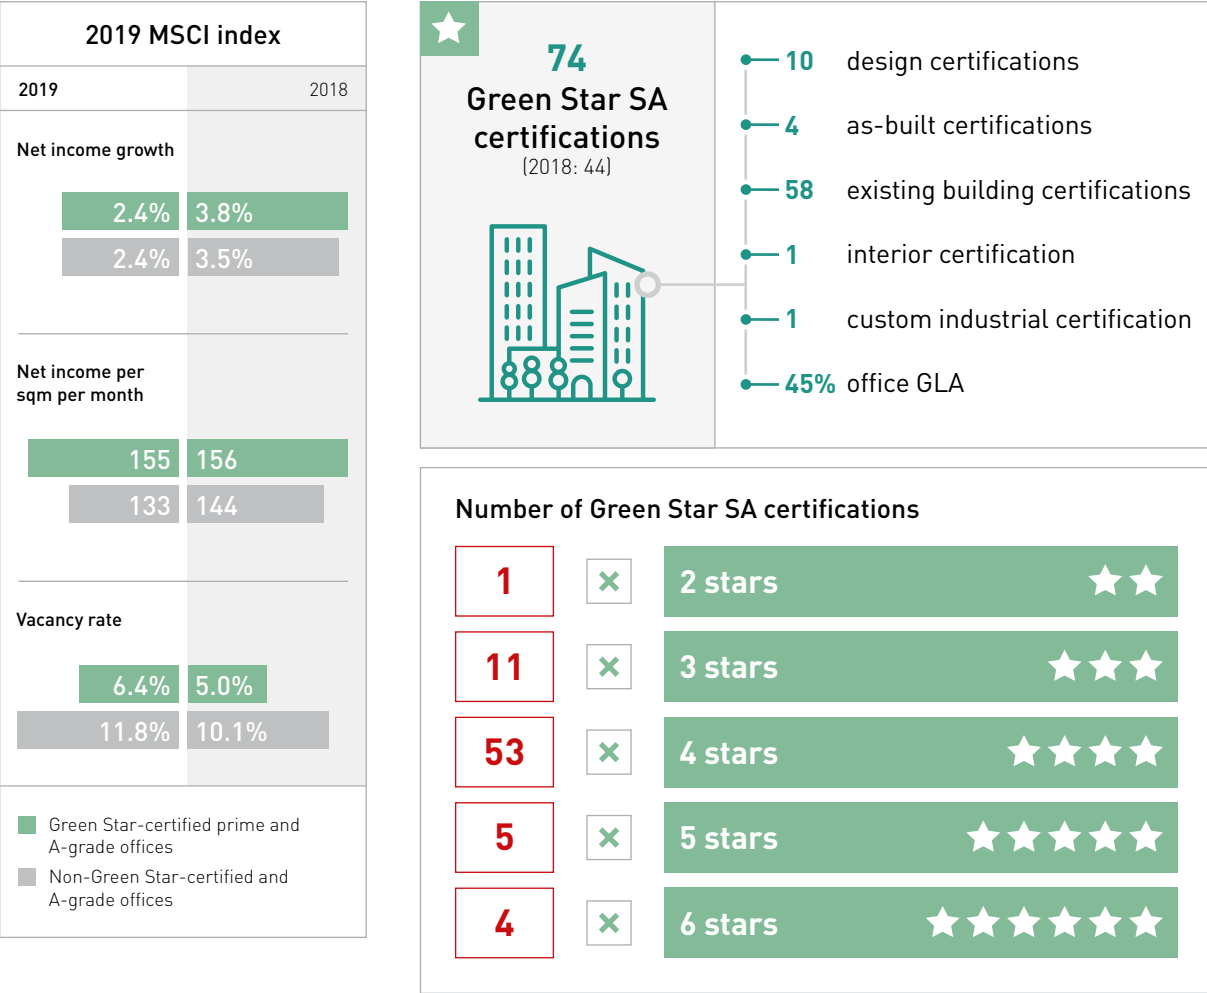 2019 MSCI index
2019 2018
Net income growth
2.4% 3.8%
2.4% 3.5%
Net income per
sqm per month
155 156
133 144
Vacancy rate
6.4% 5.0%
11.8% 10.1%
Green Star-certified prime and
A-grade offices
Non-Green Star-certified and
A-grade offices
74
Green Star SA
certifications
(2018: 44)
10 design certifications
4 as-built certifications
58 existing building certifications
1 interior certification
1 custom industrial certification
45% office GLA
Number of Green Star SA certifications
1 × 2 stars
11 × 3 stars
53 × 4 stars
5 × 5 stars
4 × 6 stars